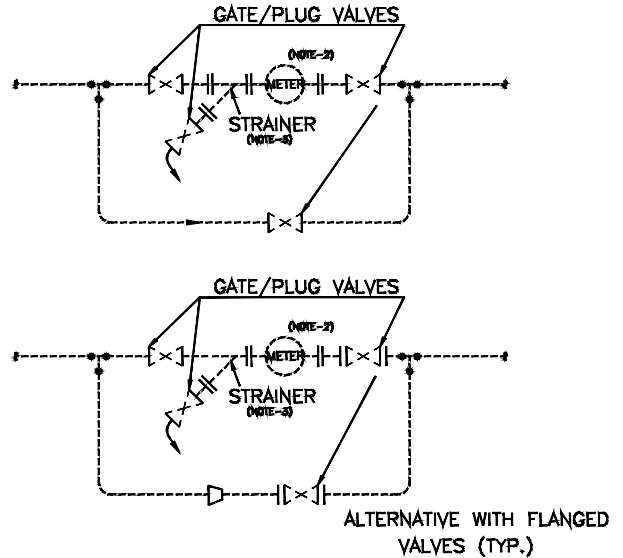 GATE/PLUG VALVES
(NOTE-2)
METER
STRAINER
(NOTE-3)
GATE/PLUG VALVES
(NOTE-2)
METER
STRAINER
(NOTE-3)
ALTERNATIVE WITH FLANGED
VALVES (TYP.)